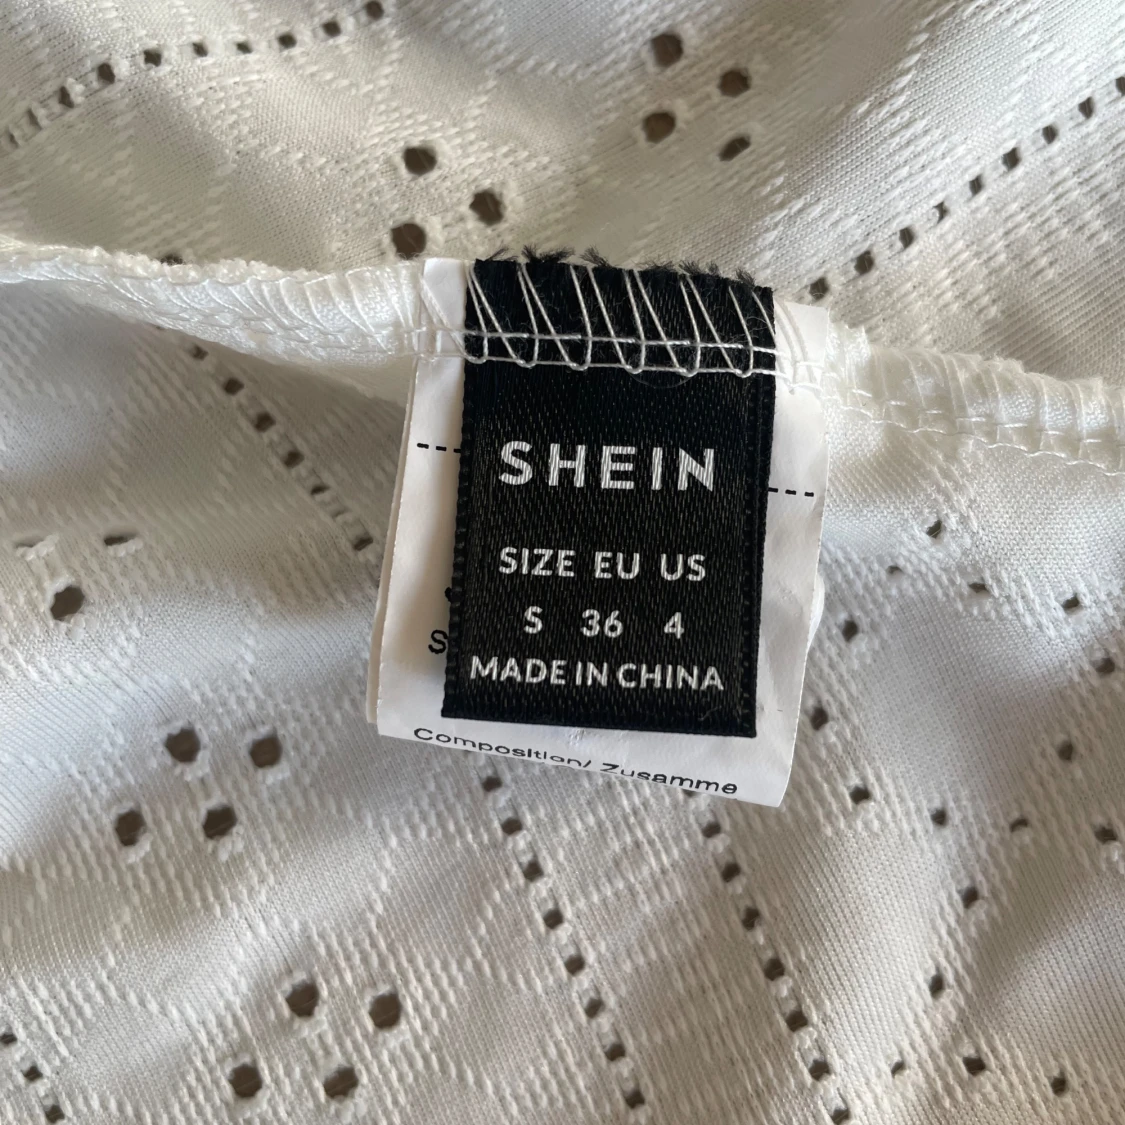 SHEIN
SIZE EU US
S 36 4
MADE IN CHINA
Composition/ Zusamme